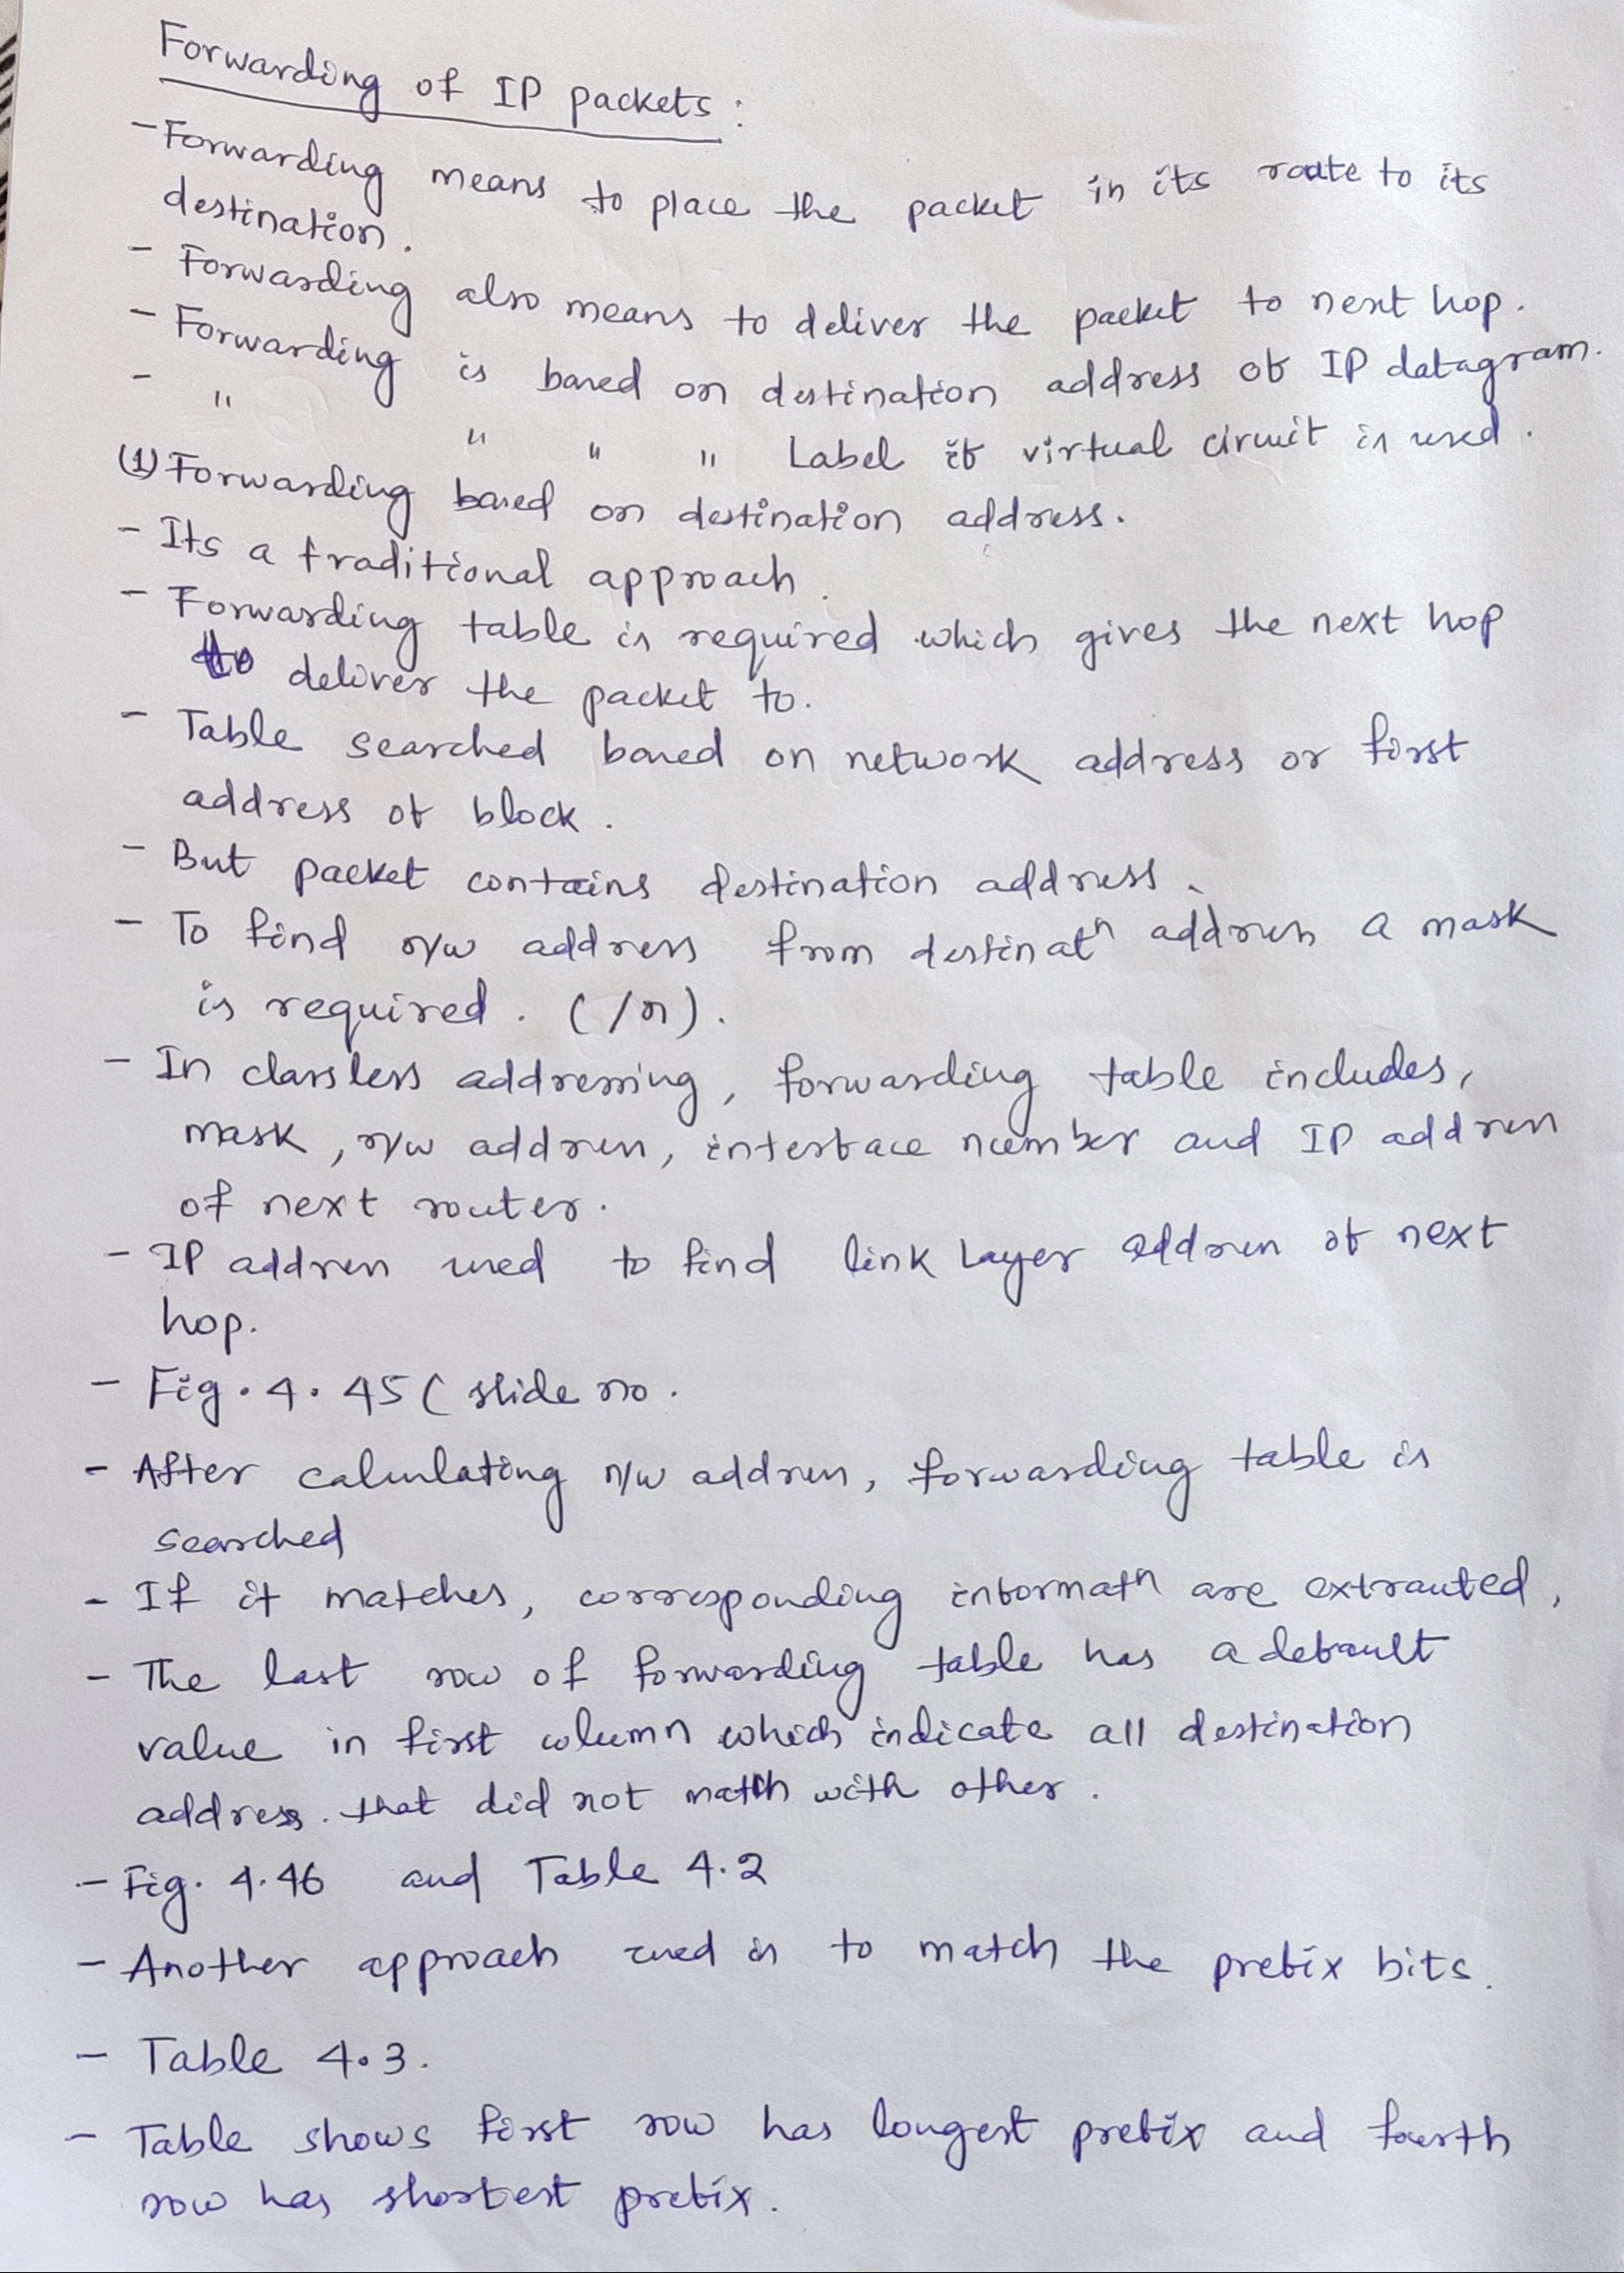 Forwarding of IP packets :
- Forwarding means to place the packet in its route to its
destination.
- Forwarding also means to deliver the packet to next hop.
- Forwarding is based on destination address of IP datagram.
- " " " " Label if virtual circuit is used.
(1) Forwarding based on destination address.
- Its a traditional approach.
- Forwarding table is required which gives the next hop
to deliver the packet to.
- Table searched based on network address or first
address of block.
- But packet contains destination address.
- To find n/w address from destinatn address a mask
is required. (/n).
- In classless addressing, forwarding table includes,
mask, n/w address, interface number and IP address
of next router.
- IP address used to find link layer address of next
hop.
- Fig. 4.45 ( slide no.
- After calculating n/w address, forwarding table is
searched
- If it matches, corresponding informatn are extracted,
- The last row of forwarding table has a default
value in first column which indicate all destination
address. that did not match with other.
- Fig. 4.46 and Table 4.2
- Another approach used is to match the prefix bits.
- Table 4.3.
- Table shows first row has longest prefix and fourth
row has shortest prefix.